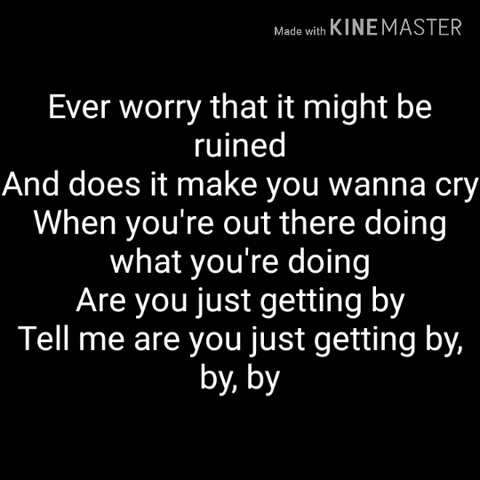 Made with KINEMASTER
Ever worry that it might be
ruined
And does it make you wanna cry
When you're out there doing
what you're doing
Are you just getting by
Tell me are you just getting by,
by, by